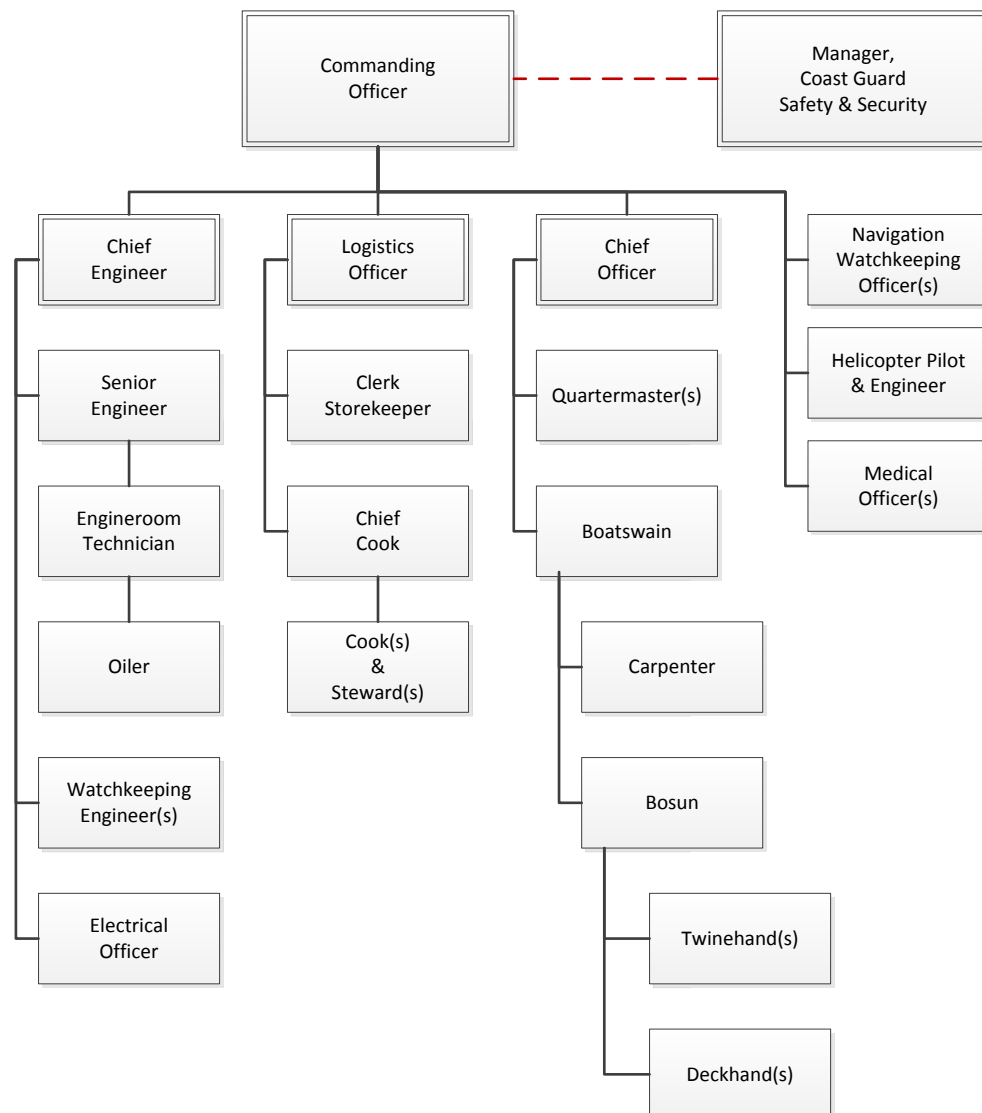 Commanding
Officer
Manager,
Coast Guard
Safety & Security
Chief
Engineer
Logistics
Officer
Chief
Officer
Navigation
Watchkeeping
Officer(s)
Senior
Engineer
Clerk
Storekeeper
Quartermaster(s)
Helicopter Pilot
& Engineer
Engineroom
Technician
Chief
Cook
Boatswain
Medical
Officer(s)
Oiler
Cook(s)
&
Steward(s)
Carpenter
Watchkeeping
Engineer(s)
Bosun
Electrical
Officer
Twinehand(s)
Deckhand(s)